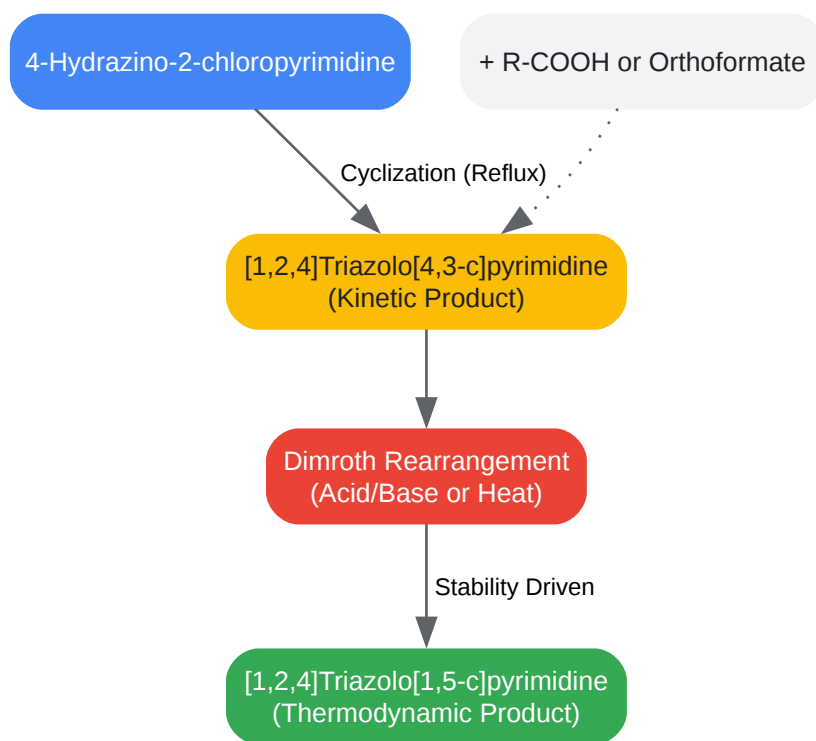 4-Hydrazino-2-chloropyrimidine
+ R-COOH or Orthoformate
Cyclization (Reflux)
[1,2,4]Triazolo[4,3-c]pyrimidine
(Kinetic Product)
Dimroth Rearrangement
(Acid/Base or Heat)
Stability Driven
[1,2,4]Triazolo[1,5-c]pyrimidine
(Thermodynamic Product)